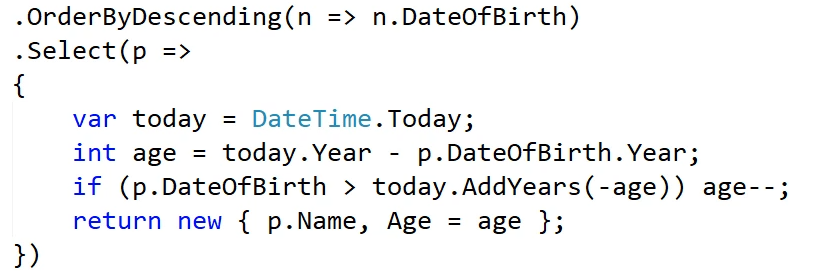 .OrderByDescending(n => n.DateOfBirth)
.Select(p =>
{
    var today = DateTime.Today;
    int age = today.Year - p.DateOfBirth.Year;
    if (p.DateOfBirth > today.AddYears(-age)) age--;
    return new { p.Name, Age = age };
})